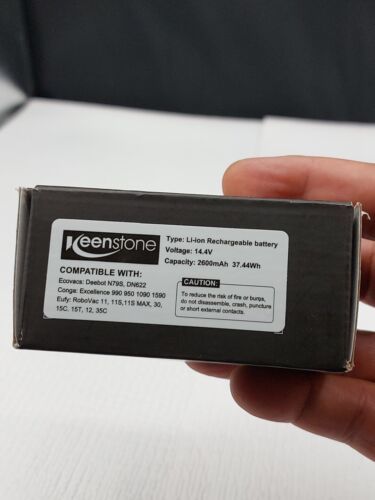 Keenstone
Type: Li-ion Rechargeable battery
Voltage: 14.4V
Capacity: 2600mAh 37.44Wh
COMPATIBLE WITH:
Ecovacs: Deebot N79S, DN622
Conga: Excellence 990 950 1090 1590
Eufy: RoboVac 11, 11S,11S MAX, 30,
15C. 15T, 12, 35C
CAUTION:
To reduce the risk of fire or burps,
do not disassemble, crash, puncture
or short external contacts.